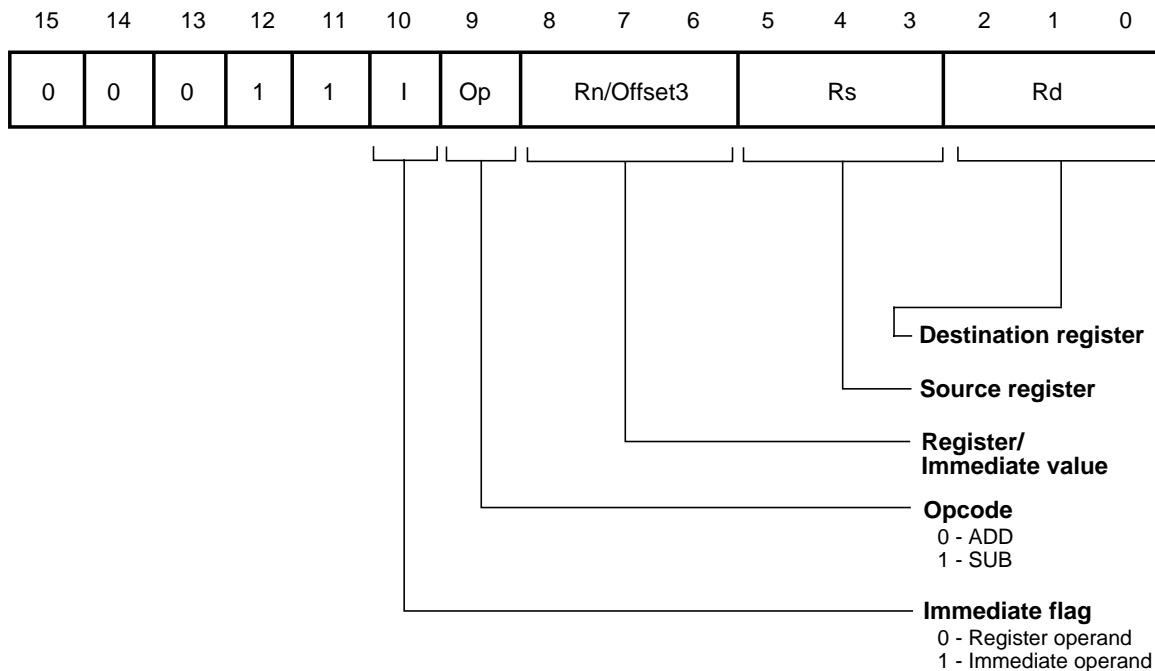 15 14 13 12 11 10 9 8 7 6 5 4 3 2 1 0
0 0 0 1 1 I Op Rn/Offset3 Rs Rd
Destination register
Source register
Register/
Immediate value
Opcode
0 - ADD
1 - SUB
Immediate flag
0 - Register operand
1 - Immediate operand